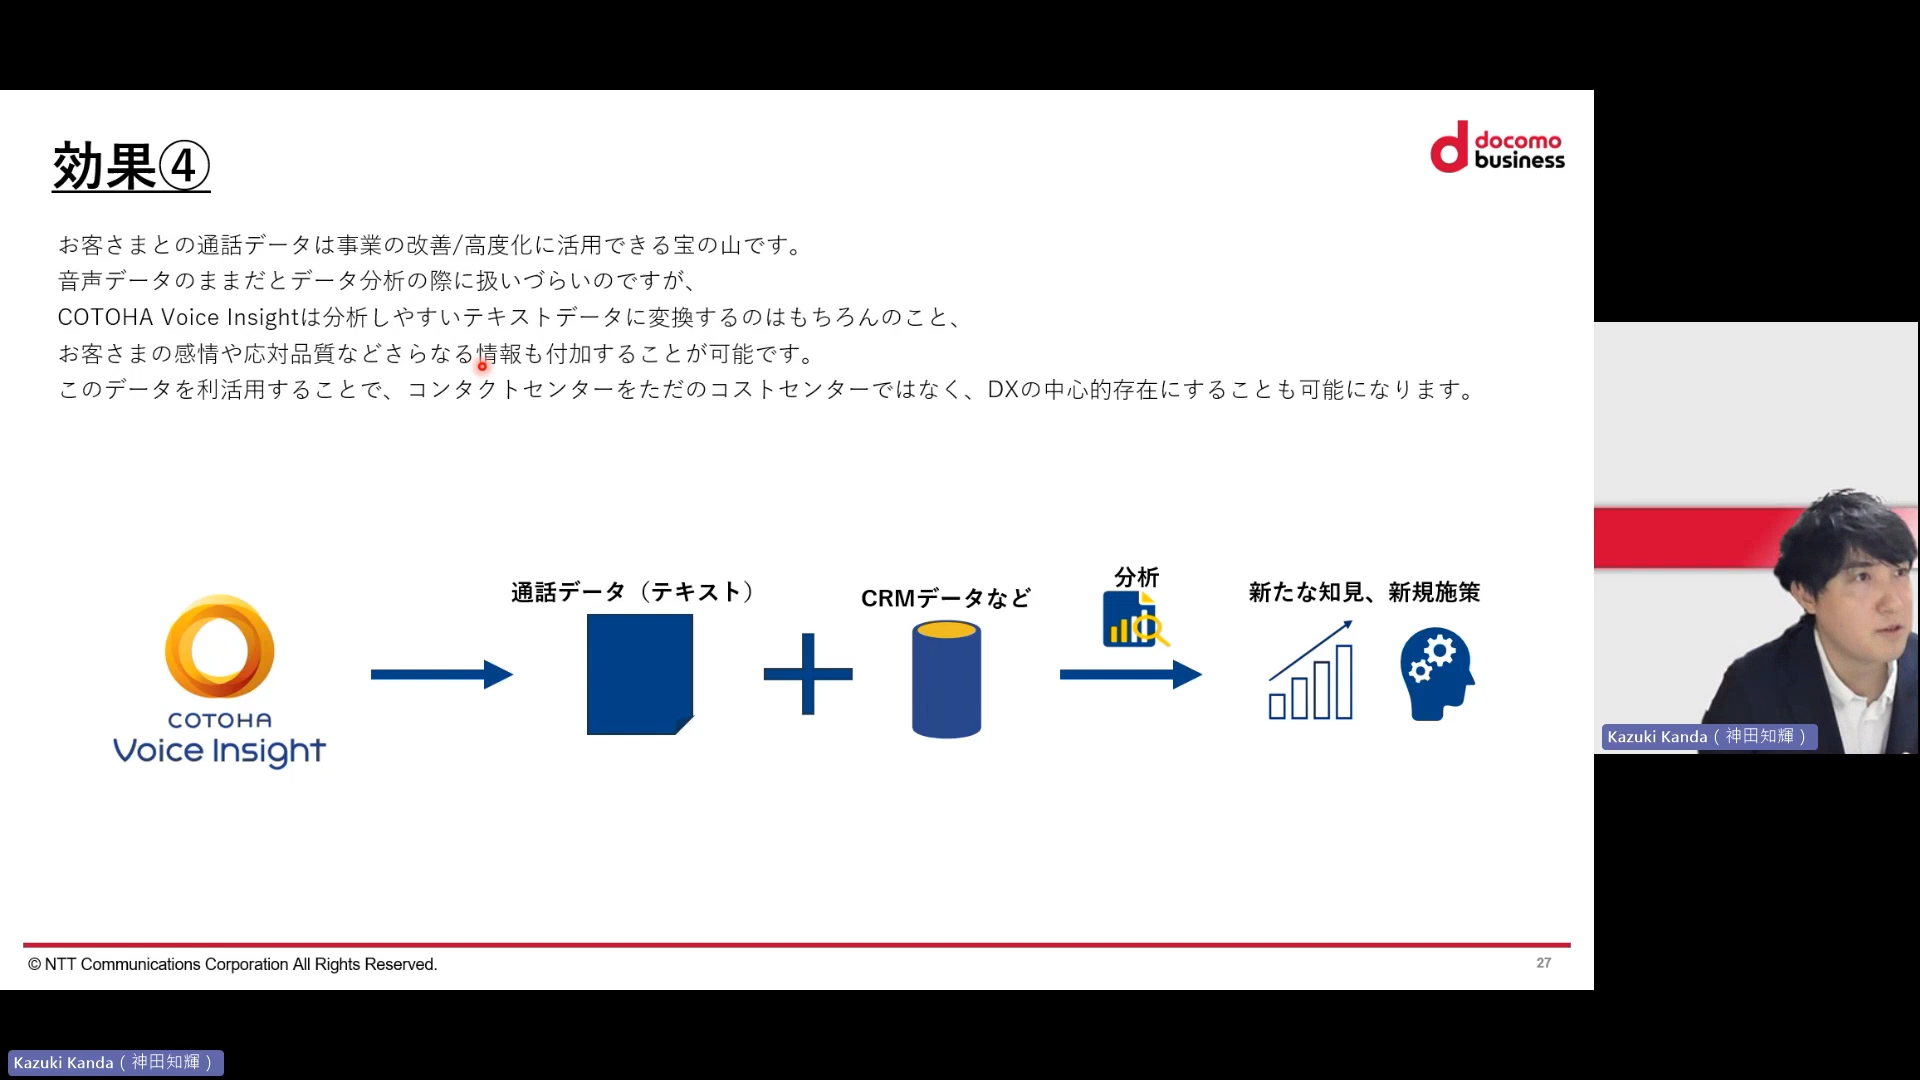 効果④
docomo
business
お客さまとの通話データは事業の改善/高度化に活用できる宝の山です。
音声データのままだとデータ分析の際に扱いづらいのですが、
COTOHA Voice Insightは分析しやすいテキストデータに変換するのはもちろんのこと、
お客さまの感情や応対品質などさらなる情報も付加することが可能です。
このデータを利活用することで、コンタクトセンターをただのコストセンターではなく、DXの中心的存在にすることも可能になります。
COTOHA
Voice Insight
通話データ（テキスト）
CRMデータなど
分析
新たな知見、新規施策
Kazuki Kanda ( 神田知輝 )
© NTT Communications Corporation All Rights Reserved.
27
Kazuki Kanda ( 神田知輝 )